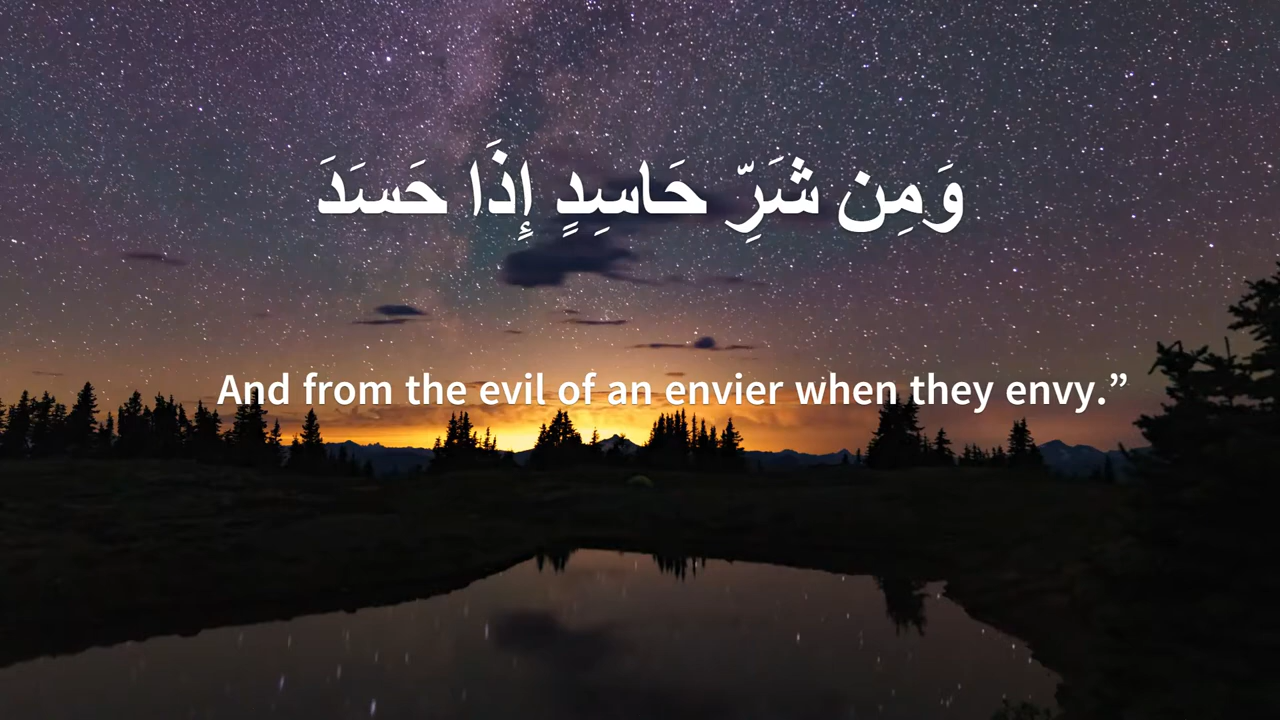 وَمِن شَرِّ حَاسِدٍ إِذَا حَسَدَ
And from the evil of an envier when they envy.”